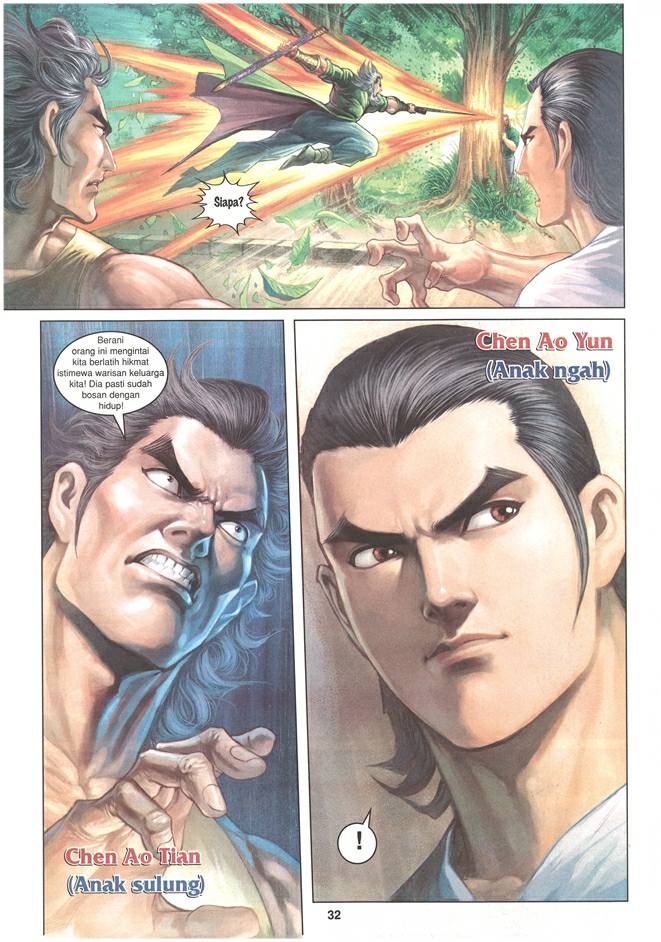 Siapa?
Berani
orang ini mengintai
kita berlatih hikmat
istimewa warisan keluarga
kita! Dia pasti sudah
bosan dengan
hidup!
Chen Ao Yun
(Anak ngah)
!
Chen Ao Tian
(Anak sulung)
32